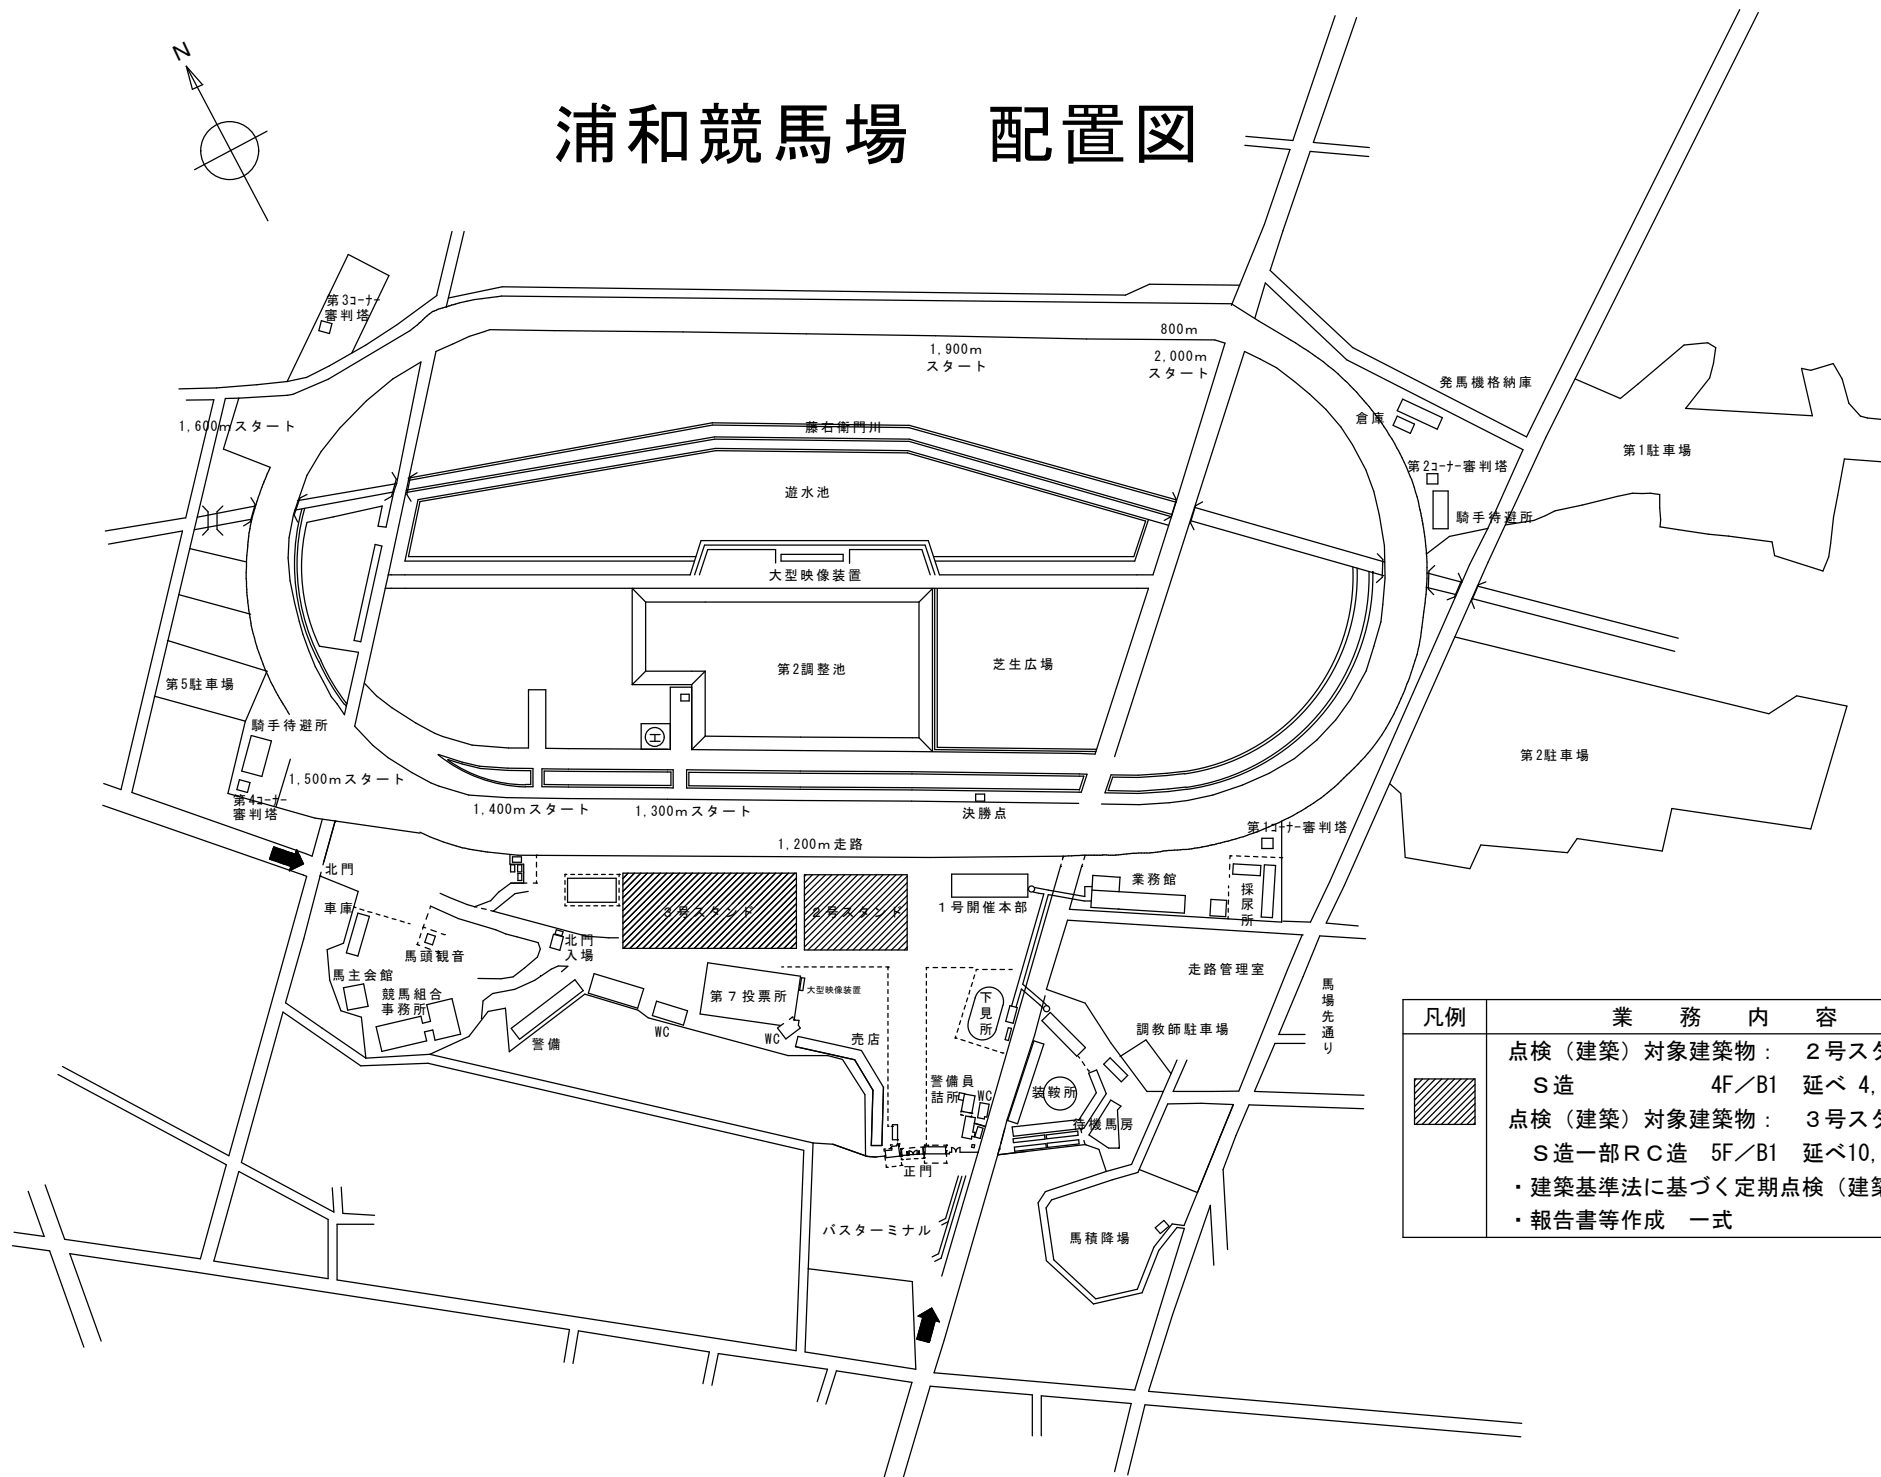 N
浦和競馬場　配置図
第3ｺｰﾅｰ
審判塔
800m
1,900m
スタート
2,000m
スタート
発馬機格納庫
倉庫
1,600mスタート
藤右衛門川
第1駐車場
第2ｺｰﾅｰ審判塔
遊水池
騎手待避所
大型映像装置
第2調整池
芝生広場
第5駐車場
騎手待避所
H
第2駐車場
1,500mスタート
第4ｺｰﾅｰ
審判塔
1,400mスタート
1,300mスタート
決勝点
第1ｺｰﾅｰ審判塔
1,200m走路
北門
業務館
採尿所
車庫
3号スタンド
2号スタンド
1号開催本部
北門
入場
馬頭観音
馬主会館
走路管理室
競馬組合
事務所
第７投票所
大型映像装置
下見所
馬場先通り
WC
WC
売店
警備
調教師駐車場
警備員
詰所
WC
装鞍所
待機馬房
正門
バスターミナル
馬積降場
凡例
業　務　内　容
点検（建築）対象建築物：　２号スタ
Ｓ造　4F／B1　延べ 4,
点検（建築）対象建築物：　３号スタ
Ｓ造一部ＲＣ造　5F／B1　延べ10,
・建築基準法に基づく定期点検（建築
・報告書等作成　一式